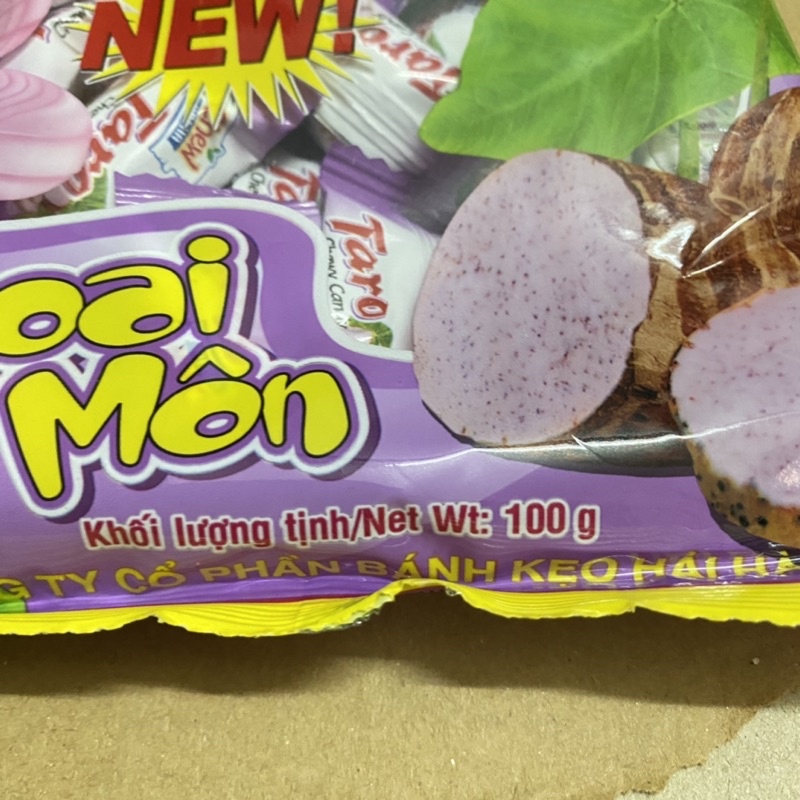 NEW!
Taro
Taro
new
Taro
oai
Môn
Khối lượng tịnh/Net Wt: 100 g
G TY CỔ PHẦN BÁNH KẸO HẢI HÀ